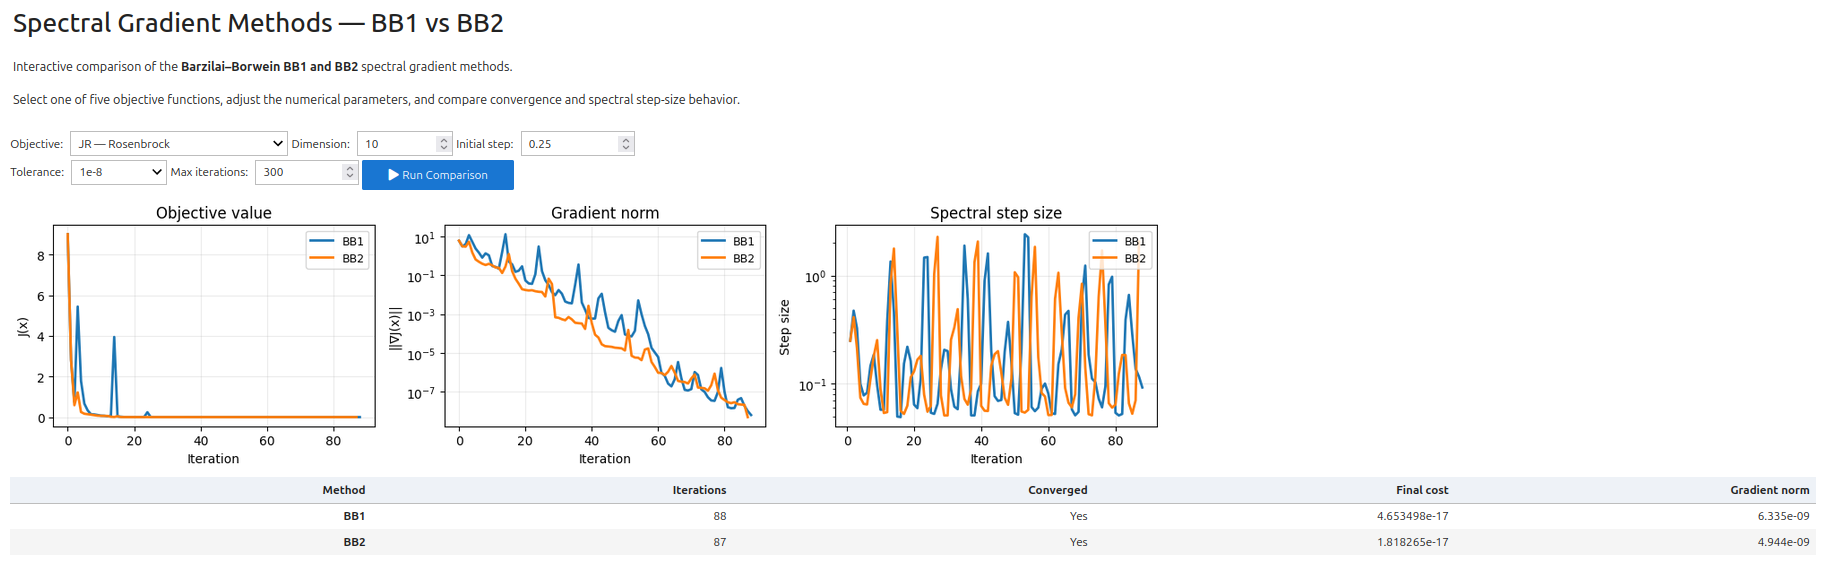 Spectral Gradient Methods — BB1 vs BB2
Interactive comparison of the Barzilai–Borwein BB1 and BB2 spectral gradient methods.
Select one of five objective functions, adjust the numerical parameters, and compare convergence and spectral step-size behavior.
Objective: JR — Rosenbrock Dimension: 10 Initial step: 0.25
Tolerance: 1e-8 Max iterations: 300 ▶ Run Comparison
Objective value
BB1
BB2
8
6
4
2
0
J(x)
0 20 40 60 80
Iteration
Gradient norm
BB1
BB2
10^1
10^−1
10^−3
10^−5
10^−7
||∇J(x)||
0 20 40 60 80
Iteration
Spectral step size
BB1
BB2
10^0
10^−1
Step size
0 20 40 60 80
Iteration
Method Iterations Converged Final cost Gradient norm
BB1 88 Yes 4.653498e-17 6.335e-09
BB2 87 Yes 1.818265e-17 4.944e-09